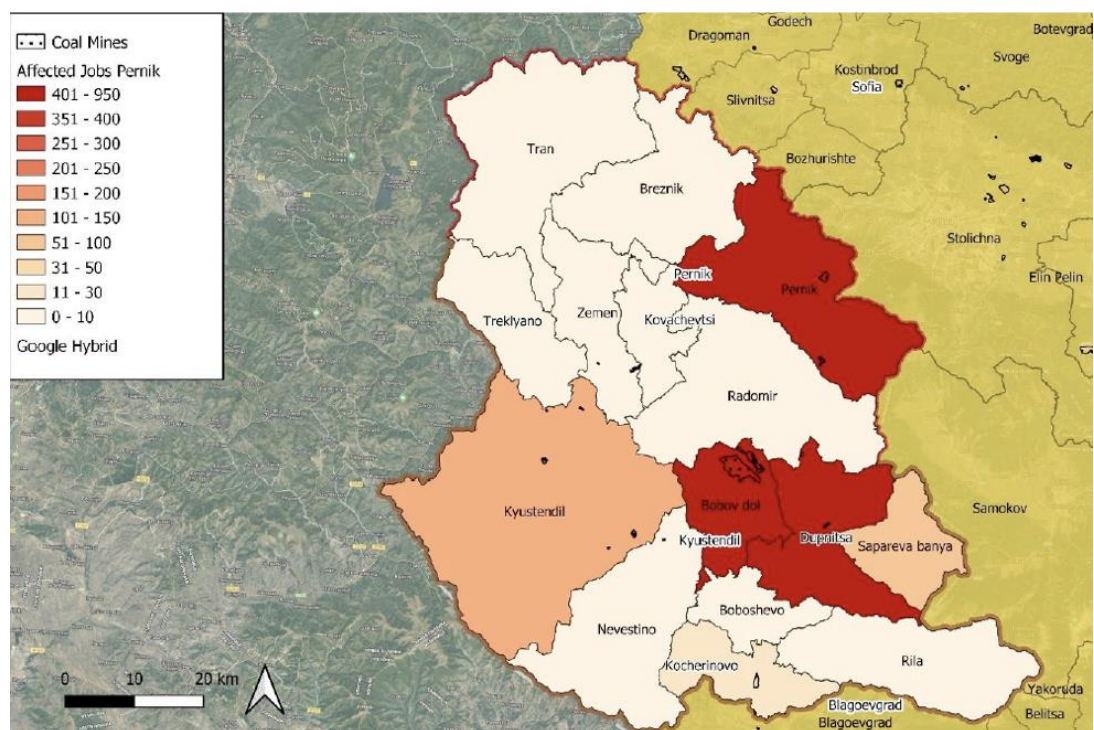 Coal Mines
Affected Jobs Pernik
401 - 950
351 - 400
251 - 300
201 - 250
151 - 200
101 - 150
51 - 100
31 - 50
11 - 30
0 - 10
Google Hybrid
Godech
Botevgrad
Dragoman
Svoge
Kostinbrod
Sofia
Slivnitsa
Bozhurishte
Tran
Breznik
Stolichna
Elin Pelin
Pernik
Pernik
Zemen
Kovachevtsi
Treklyano
Radomir
Bobov dol
Kyustendil
Samokov
Kyustendil
Dupnitsa
Sapareva banya
Boboshevo
Nevestino
Kocherinovo
Rila
Yakoruda
Blagoevgrad
Blagoevgrad
Belitsa
0 10 20 km